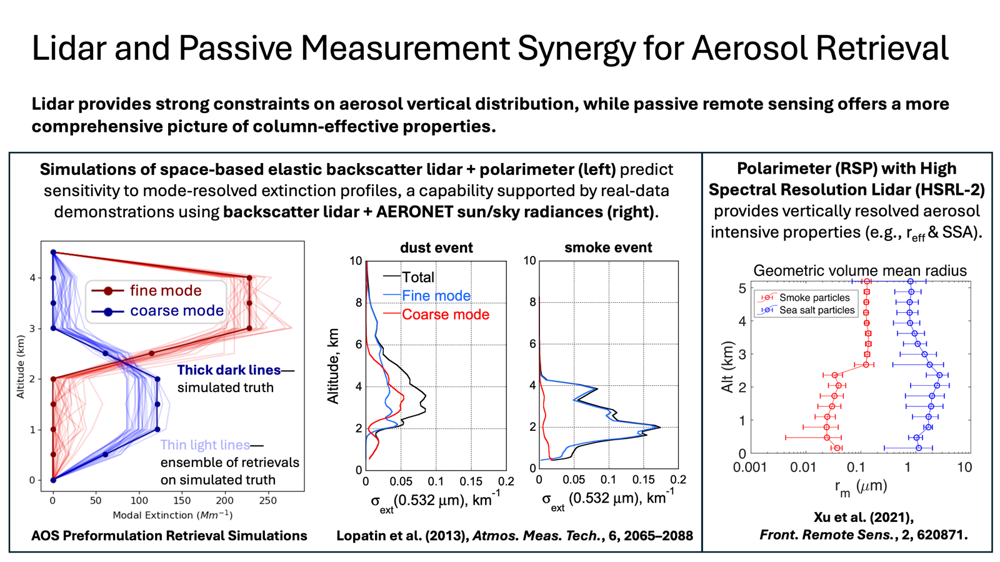 Lidar and Passive Measurement Synergy for Aerosol Retrieval
Lidar provides strong constraints on aerosol vertical distribution, while passive remote sensing offers a more
comprehensive picture of column-effective properties.
Simulations of space-based elastic backscatter lidar + polarimeter (left) predict
sensitivity to mode-resolved extinction profiles, a capability supported by real-data
demonstrations using backscatter lidar + AERONET sun/sky radiances (right).
fine mode
coarse mode
Thick dark lines—
simulated truth
Thin light lines—
ensemble of retrievals
on simulated truth
Altitude (km)
4
3
2
1
0
0 50 100 150 200 250
Modal Extinction (Mm⁻¹)
AOS Preformulation Retrieval Simulations
dust event
Total
Fine mode
Coarse mode
Altitude, km
10
8
6
4
2
0
0 0.05 0.1 0.15 0.2
σext(0.532 μm), km⁻¹
smoke event
10
8
6
4
2
0
0 0.05 0.1 0.15 0.2
σext (0.532 μm), km⁻¹
Lopatin et al. (2013), Atmos. Meas. Tech., 6, 2065–2088
Polarimeter (RSP) with High
Spectral Resolution Lidar (HSRL-2)
provides vertically resolved aerosol
intensive properties (e.g., reff & SSA).
Geometric volume mean radius
Smoke particles
Sea salt particles
Alt (km)
5
4
3
2
1
0
0.001 0.01 0.1 1 10
rm (μm)
Xu et al. (2021),
Front. Remote Sens., 2, 620871.